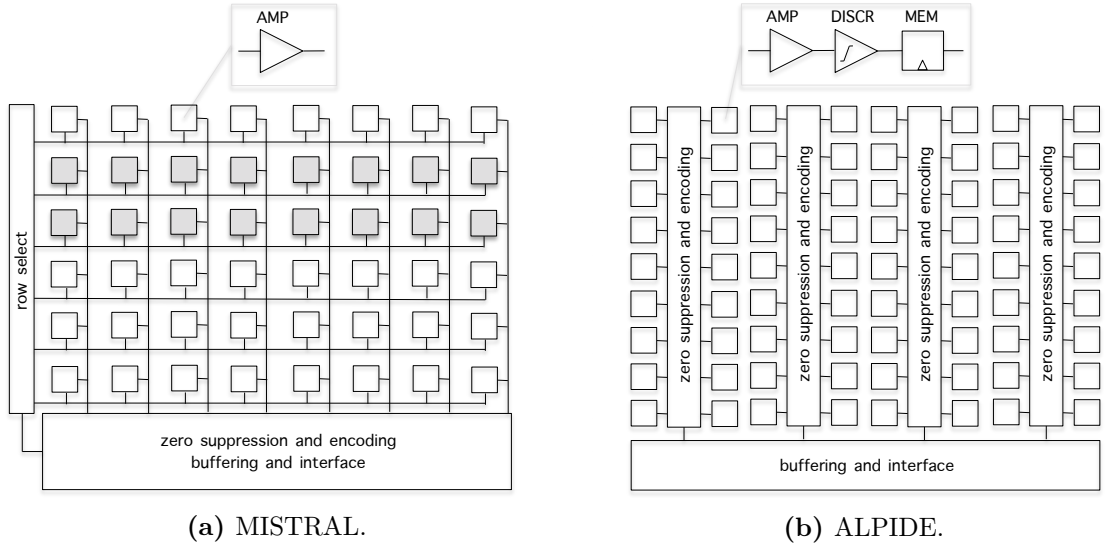 AMP
row select
zero suppression and encoding
buffering and interface
(a) MISTRAL.
AMP DISCR MEM
zero suppression and encoding
zero suppression and encoding
zero suppression and encoding
zero suppression and encoding
buffering and interface
(b) ALPIDE.